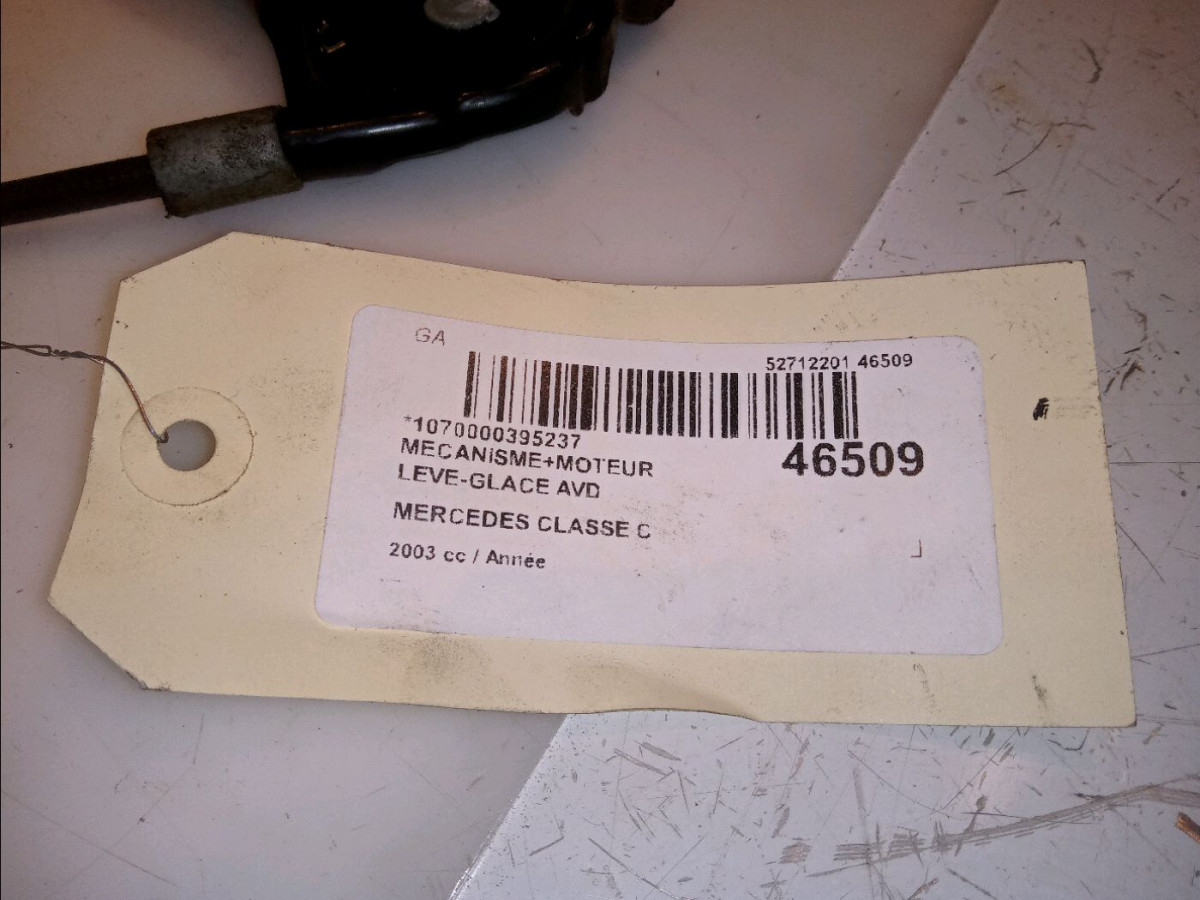 GA
52712201 46509
*1070000395237
46509
MECANISME+MOTEUR
LEVE-GLACE AVD
MERCEDES CLASSE C
2003 cc / Année